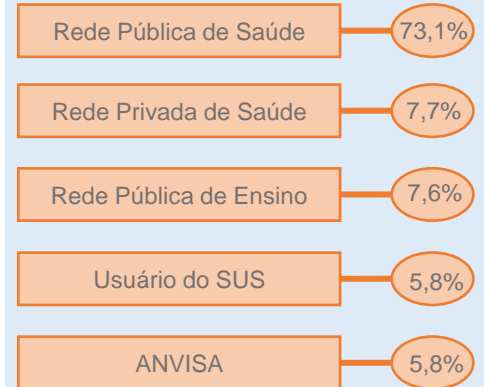 Rede Pública de Saúde 73,1%
Rede Privada de Saúde 7,7%
Rede Pública de Ensino 7,6%
Usuário do SUS 5,8%
ANVISA 5,8%